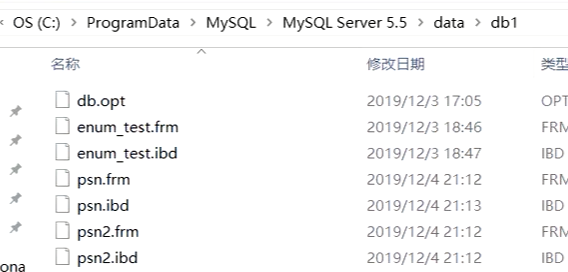 OS (C:) > ProgramData > MySQL > MySQL Server 5.5 > data > db1
名称 修改日期 类型
db.opt 2019/12/3 17:05 OPT
enum_test.frm 2019/12/3 18:46 FRM
enum_test.ibd 2019/12/3 18:47 IBD
psn.frm 2019/12/4 21:12 FRM
psn.ibd 2019/12/4 21:13 IBD
psn2.frm 2019/12/4 21:12 FRM
psn2.ibd 2019/12/4 21:12 IBD
ona